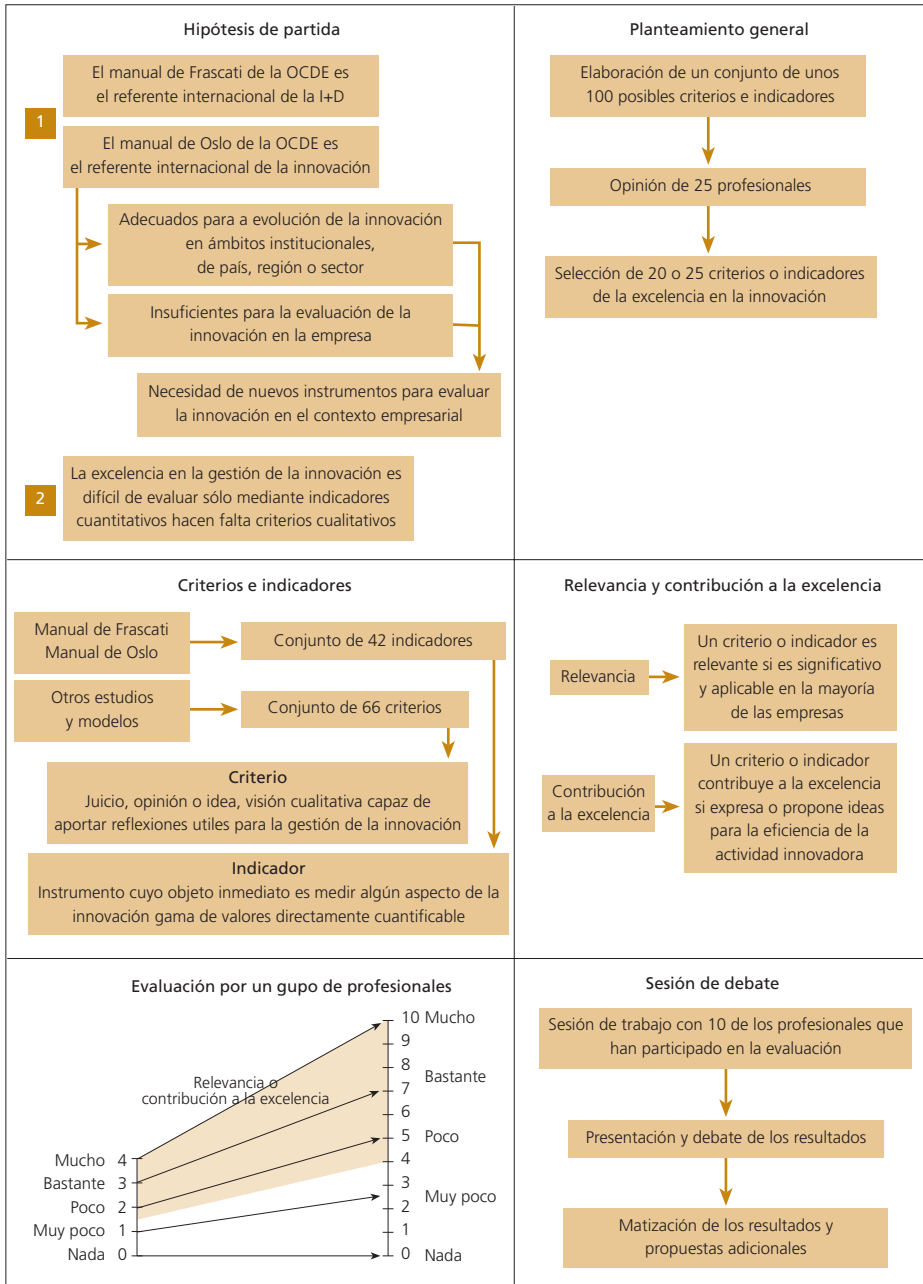 Hipótesis de partida
El manual de Frascati de la OCDE es
el referente internacional de la I+D
1
El manual de Oslo de la OCDE es
el referente internacional de la innovación
Adecuados para a evolución de la innovación
en ámbitos institucionales,
de país, región o sector
Insuficientes para la evaluación de la
innovación en la empresa
Necesidad de nuevos instrumentos para evaluar
la innovación en el contexto empresarial
2
La excelencia en la gestión de la innovación es
difícil de evaluar sólo mediante indicadores
cuantitativos hacen falta criterios cualitativos
Planteamiento general
Elaboración de un conjunto de unos
100 posibles criterios e indicadores
Opinión de 25 profesionales
Selección de 20 o 25 criterios o indicadores
de la excelencia en la innovación
Criterios e indicadores
Manual de Frascati
Manual de Oslo
Conjunto de 42 indicadores
Otros estudios
y modelos
Conjunto de 66 criterios
Criterio
Juicio, opinión o idea, visión cualitativa capaz de
aportar reflexiones utiles para la gestión de la innovación
Indicador
Instrumento cuyo objeto inmediato es medir algún aspecto de la
innovación gama de valores directamente cuantificable
Relevancia y contribución a la excelencia
Relevancia
Un criterio o indicador es
relevante si es significativo
y aplicable en la mayoría
de las empresas
Contribución
a la excelencia
Un criterio o indicador
contribuye a la excelencia
si expresa o propone ideas
para la eficiencia de la
actividad innovadora
Evaluación por un gupo de profesionales
Relevancia o
contribución a la excelencia
Mucho 4
Bastante 3
Poco 2
Muy poco 1
Nada 0
10 Mucho
9
8
Bastante
7
6
5 Poco
4
3
Muy poco
2
1
0 Nada
Sesión de debate
Sesión de trabajo con 10 de los profesionales que
han participado en la evaluación
Presentación y debate de los resultados
Matización de los resultados y
propuestas adicionales